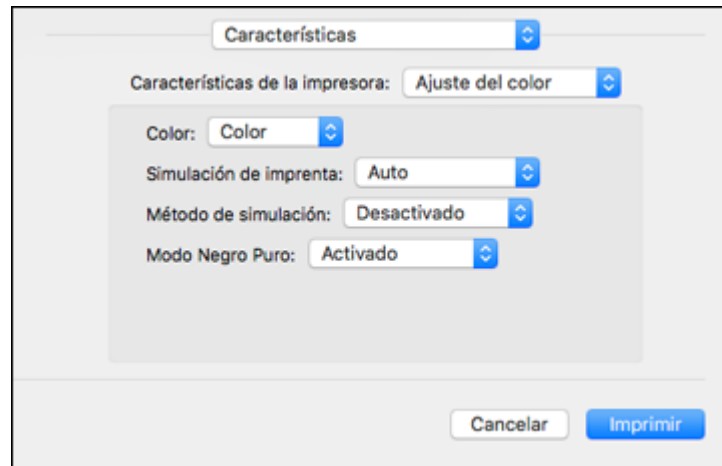 Características
Características de la impresora: Ajuste del color
Color: Color
Simulación de imprenta: Auto
Método de simulación: Desactivado
Modo Negro Puro: Activado
Cancelar Imprimir